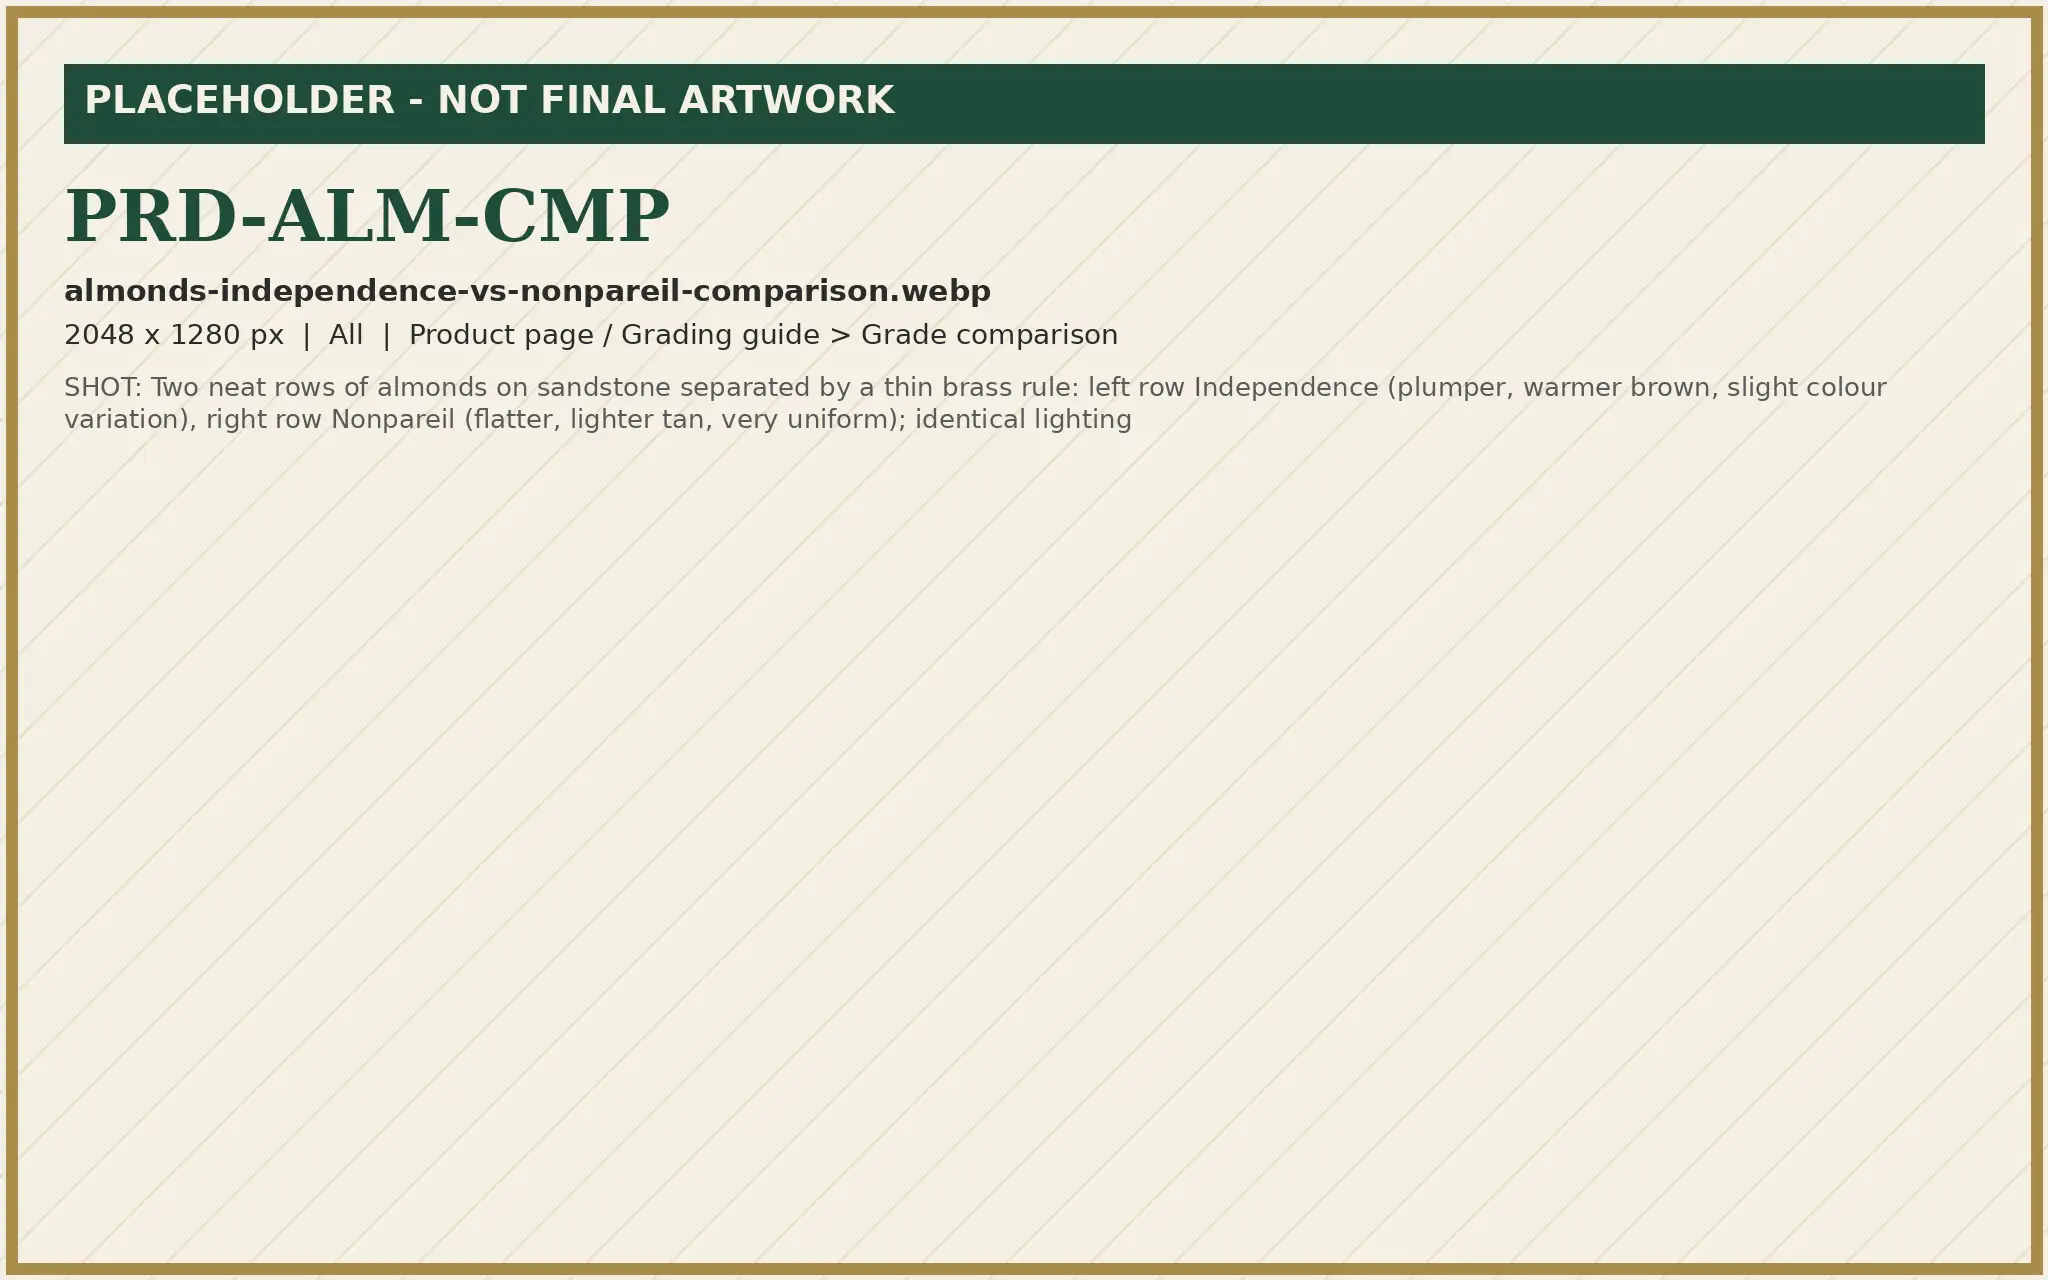 PLACEHOLDER - NOT FINAL ARTWORK
PRD-ALM-CMP
almonds-independence-vs-nonpareil-comparison.webp
2048 x 1280 px | All | Product page / Grading guide > Grade comparison
SHOT: Two neat rows of almonds on sandstone separated by a thin brass rule: left row Independence (plumper, warmer brown, slight colour
variation), right row Nonpareil (flatter, lighter tan, very uniform); identical lighting